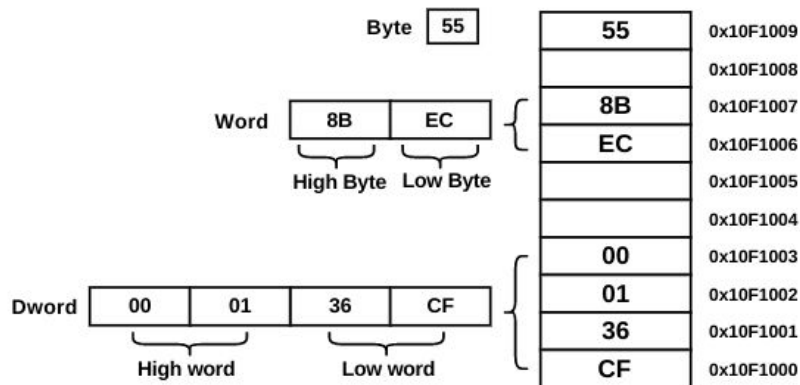 Byte 55 55 0x10F1009
0x10F1008
Word 8B EC 8B 0x10F1007
EC 0x10F1006
High Byte Low Byte 0x10F1005
0x10F1004
00 0x10F1003
Dword 00 01 36 CF 01 0x10F1002
36 0x10F1001
High word Low word CF 0x10F1000